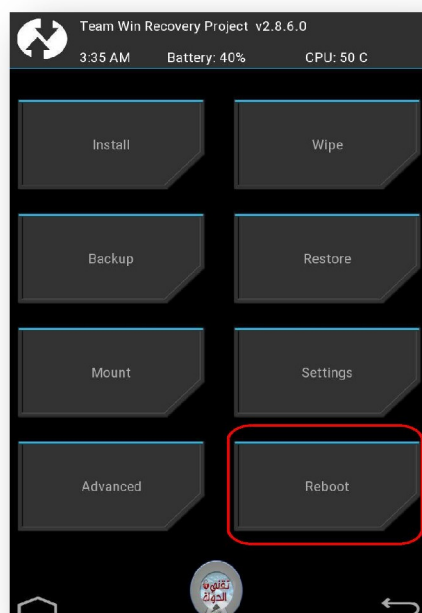 Team Win Recovery Project v2.8.6.0
3:35 AM Battery: 40% CPU: 50 C
Install Wipe
Backup Restore
Mount Settings
Advanced Reboot
الدولة